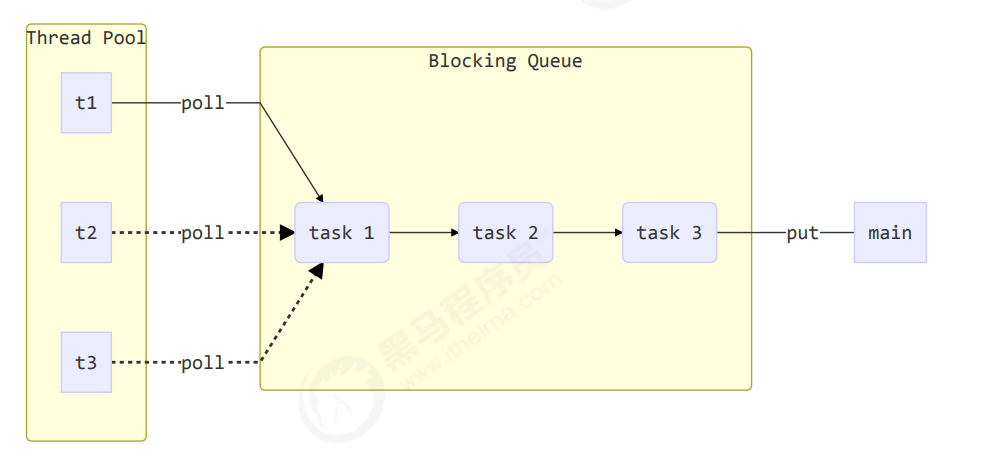 Thread Pool
Blocking Queue
t1
poll
t2
poll
task 1
task 2
task 3
put
main
t3
poll
黑马程序员
www.itheima.com